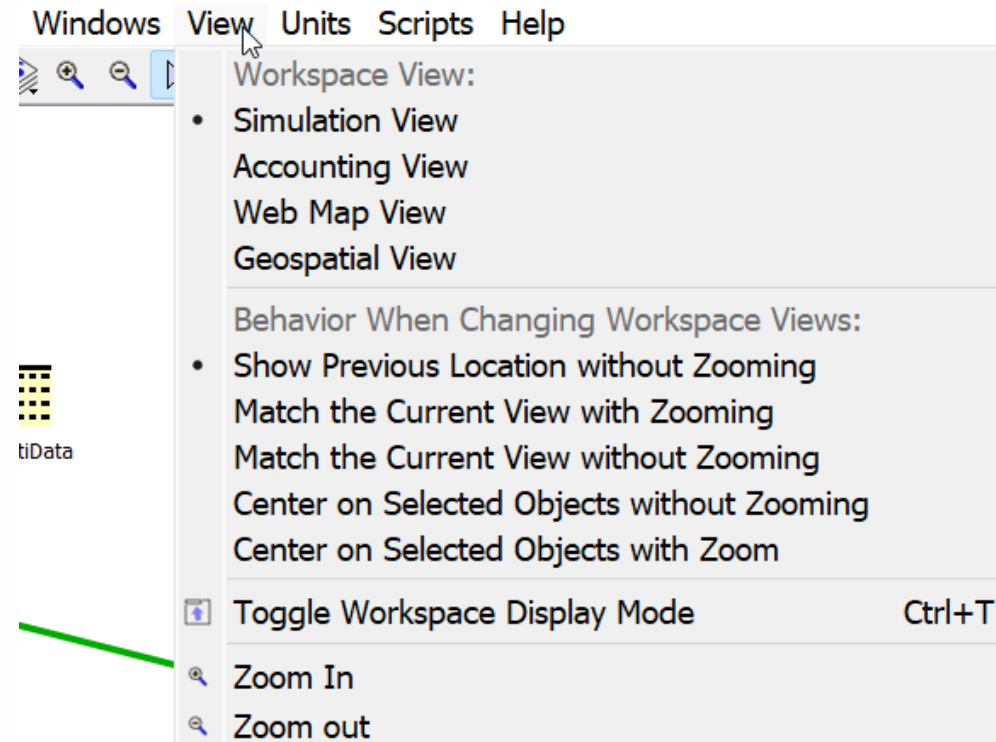 Windows View Units Scripts Help
Workspace View:
• Simulation View
Accounting View
Web Map View
Geospatial View
Behavior When Changing Workspace Views:
• Show Previous Location without Zooming
Match the Current View with Zooming
Match the Current View without Zooming
Center on Selected Objects without Zooming
Center on Selected Objects with Zoom
tiData
Toggle Workspace Display Mode Ctrl+T
Zoom In
Zoom out